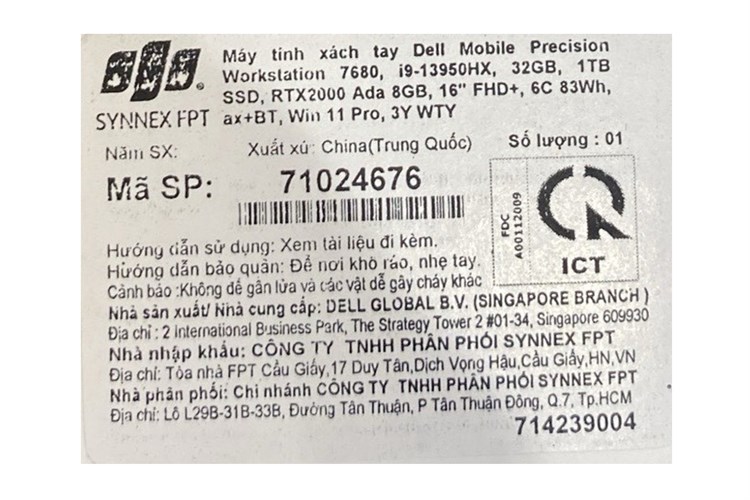 Máy tính xách tay Dell Mobile Precision
Workstation 7680, i9-13950HX, 32GB, 1TB
SSD, RTX2000 Ada 8GB, 16" FHD+, 6C 83Wh,
SYNNEX FPT ax+BT, Win 11 Pro, 3Y WTY
Năm SX: Xuất xứ: China(Trung Quốc) Số lượng : 01
Mã SP: 71024676
FDC
A00112009
ICT
Hướng dẫn sử dụng: Xem tài liệu đi kèm.
Hướng dẫn bảo quản: Để nơi khô ráo, nhẹ tay.
Cảnh báo :Không để gần lửa và các vật dễ gây cháy khác
Nhà sản xuất/ Nhà cung cấp: DELL GLOBAL B.V. (SINGAPORE BRANCH )
Địa chỉ : 2 International Business Park, The Strategy Tower 2 #01-34, Singapore 609930
Nhà nhập khẩu: CÔNG TY TNHH PHÂN PHỐI SYNNEX FPT
Địa chỉ: Tòa nhà FPT Cầu Giấy,17 Duy Tân,Dịch Vọng Hậu,Cầu Giấy,HN,VN
Nhà phân phối: Chi nhánh CÔNG TY TNHH PHÂN PHỐI SYNNEX FPT
Địa chỉ: Lô L29B-31B-33B, Đường Tân Thuận, P Tân Thuận Đông, Q.7, Tp.HCM
714239004